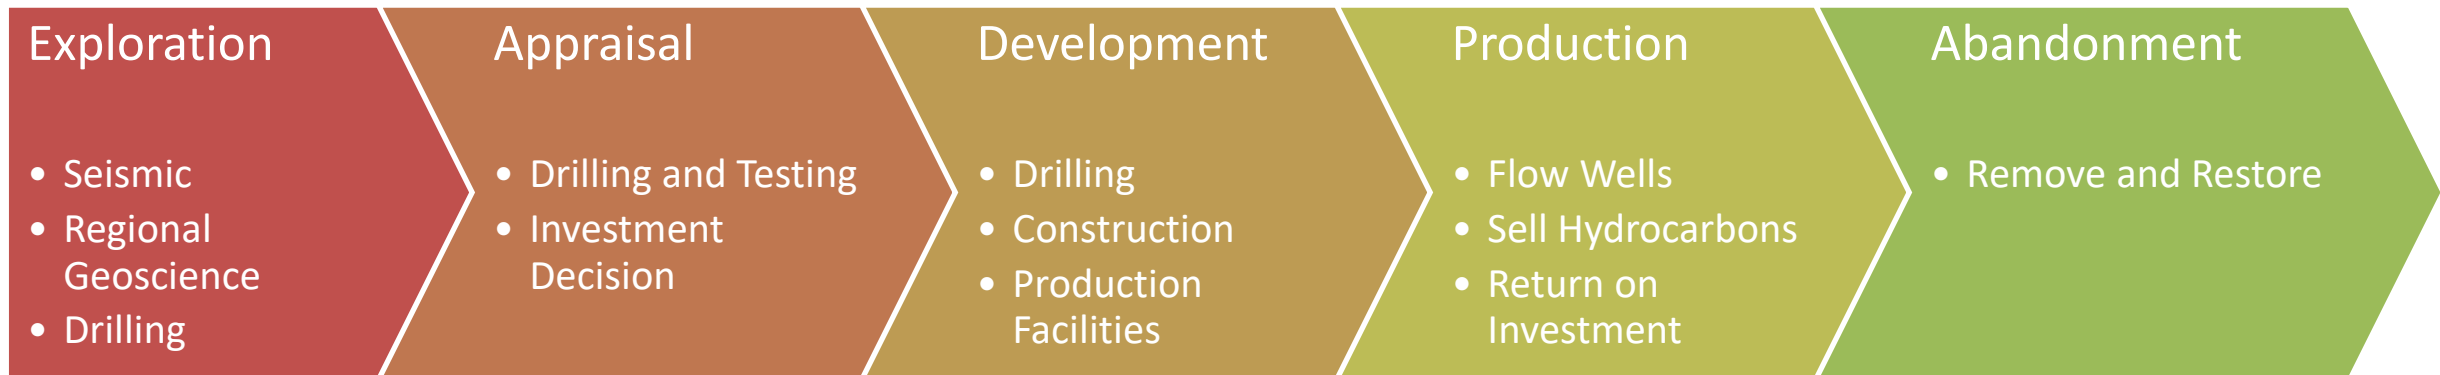 Exploration
• Seismic
• Regional
Geoscience
• Drilling
Appraisal
• Drilling and Testing
• Investment
Decision
Development
• Drilling
• Construction
• Production
Facilities
Production
• Flow Wells
• Sell Hydrocarbons
• Return on
Investment
Abandonment
• Remove and Restore